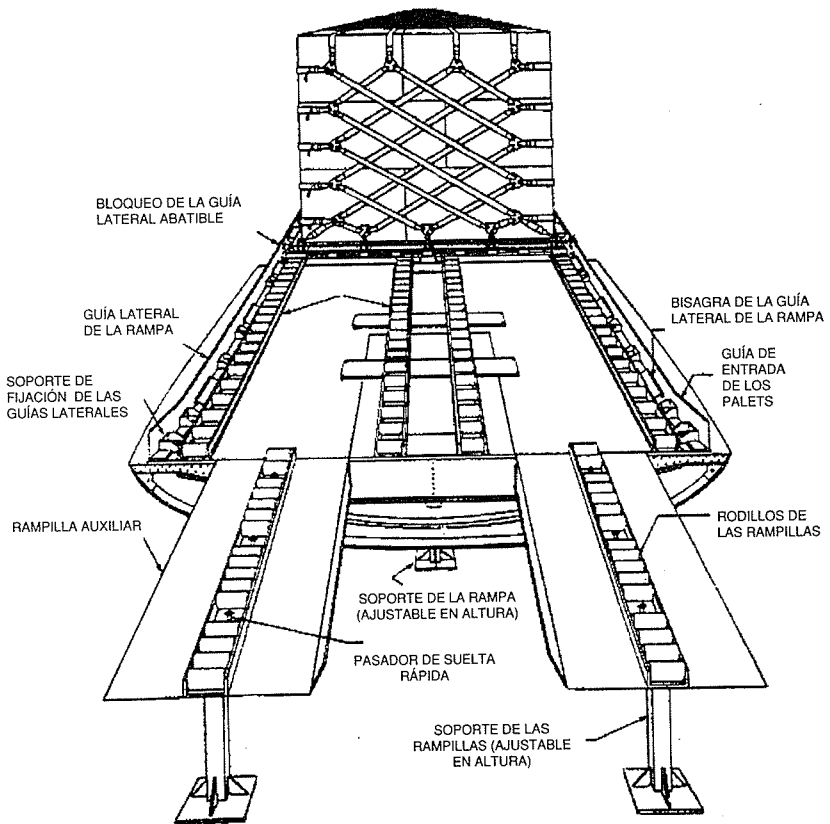 BLOQUEO DE LA GUÍA
LATERAL ABATIBLE
GUÍA LATERAL
DE LA RAMPA
SOPORTE DE
FIJACIÓN DE LAS
GUÍAS LATERALES
RAMPILLA AUXILIAR
BISAGRA DE LA GUÍA
LATERAL DE LA RAMPA
GUÍA DE
ENTRADA
DE LOS
PALETS
RODILLOS DE
LAS RAMPILLAS
SOPORTE DE LA RAMPA
(AJUSTABLE EN ALTURA)
PASADOR DE SUELTA
RÁPIDA
SOPORTE DE LAS
RAMPILLAS (AJUSTABLE
EN ALTURA)